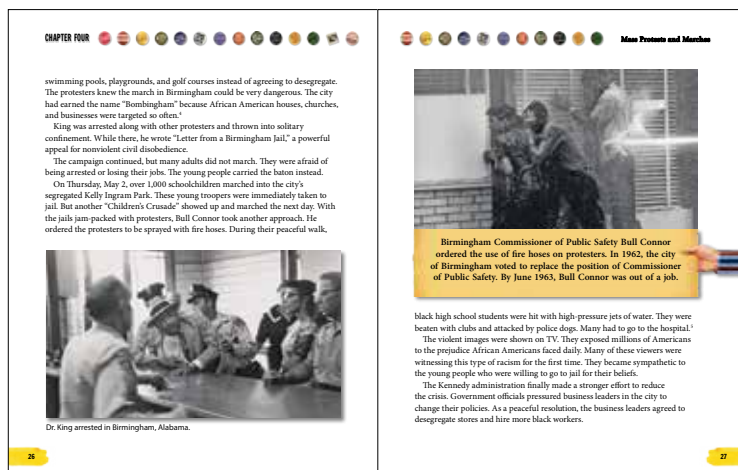 CHAPTER FOUR
swimming pools, playgrounds, and golf courses instead of agreeing to desegregate.
The protesters knew the march in Birmingham could be very dangerous. The city
had earned the name “Bombingham” because African American houses, churches,
and businesses were targeted so often.⁴
King was arrested along with other protesters and thrown into solitary
confinement. While there, he wrote “Letter from a Birmingham Jail,” a powerful
appeal for nonviolent civil disobedience.
The campaign continued, but many adults did not march. They were afraid of
being arrested or losing their jobs. The young people carried the baton instead.
On Thursday, May 2, over 1,000 schoolchildren marched into the city’s
segregated Kelly Ingram Park. These young troopers were immediately taken to
jail. But another “Children’s Crusade” showed up and marched the next day. With
the jails jam-packed with protesters, Bull Connor took another approach. He
ordered the protesters to be sprayed with fire hoses. During their peaceful walk,
Dr. King arrested in Birmingham, Alabama.
26
Mass Protests and Marches
Birmingham Commissioner of Public Safety Bull Connor
ordered the use of fire hoses on protesters. In 1962, the city
of Birmingham voted to replace the position of Commissioner
of Public Safety. By June 1963, Bull Connor was out of a job.
black high school students were hit with high-pressure jets of water. They were
beaten with clubs and attacked by police dogs. Many had to go to the hospital.⁵
The violent images were shown on TV. They exposed millions of Americans
to the prejudice African Americans faced daily. Many of these viewers were
witnessing this type of racism for the first time. They became sympathetic to
the young people who were willing to go to jail for their beliefs.
The Kennedy administration finally made a stronger effort to reduce
the crisis. Government officials pressured business leaders in the city to
change their policies. As a peaceful resolution, the business leaders agreed to
desegregate stores and hire more black workers.
27